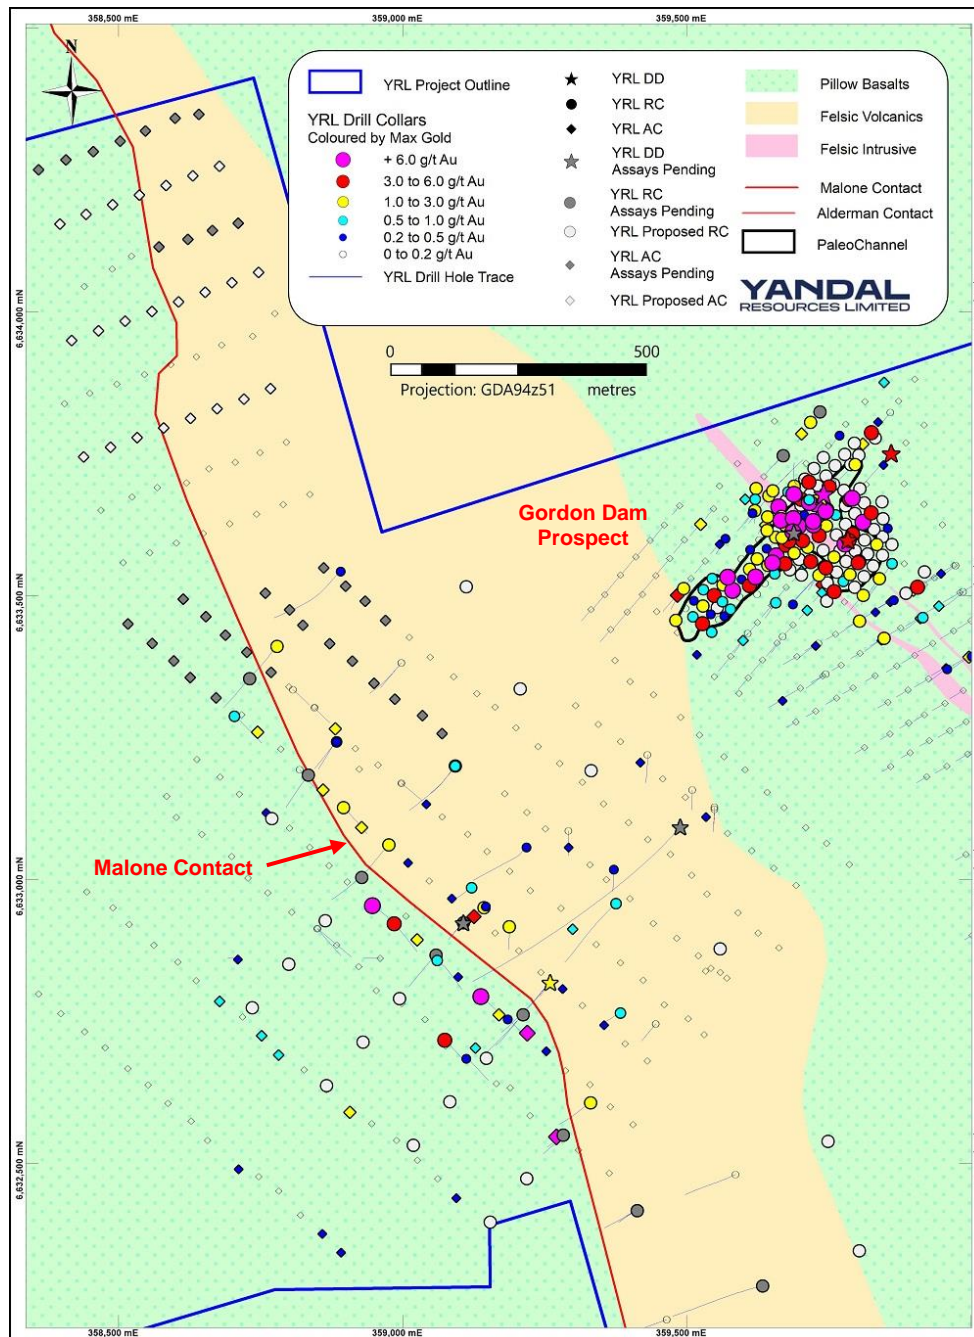 358,500 mE
359,000 mE
359,500 mE
N
YRL Project Outline
YRL Drill Collars
Coloured by Max Gold
+ 6.0 g/t Au
3.0 to 6.0 g/t Au
1.0 to 3.0 g/t Au
0.5 to 1.0 g/t Au
0.2 to 0.5 g/t Au
0 to 0.2 g/t Au
YRL Drill Hole Trace
YRL DD
YRL RC
YRL AC
YRL DD
Assays Pending
YRL RC
Assays Pending
YRL Proposed RC
YRL AC
Assays Pending
YRL Proposed AC
Pillow Basalts
Felsic Volcanics
Felsic Intrusive
Malone Contact
Alderman Contact
PaleoChannel
YANDAL
RESOURCES LIMITED
6,634,000 mN
0
500
Projection: GDA94z51
metres
Gordon Dam
Prospect
6,633,500 mN
Malone Contact
6,633,000 mN
6,632,500 mN
358,500 mE
359,000 mE
359,500 mE